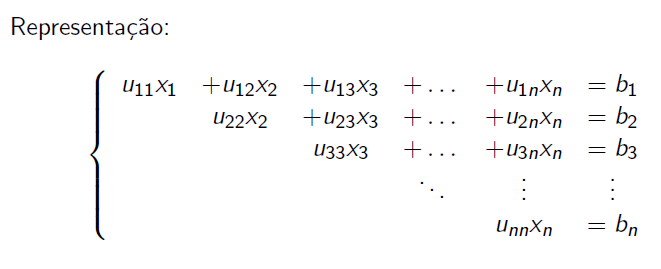 Representação:
u11x1 +u12x2 +u13x3 + ... +u1nxn = b1
u22x2 +u23x3 + ... +u2nxn = b2
u33x3 + ... +u3nxn = b3
⋱ ⋮ ⋮
unnxn = bn